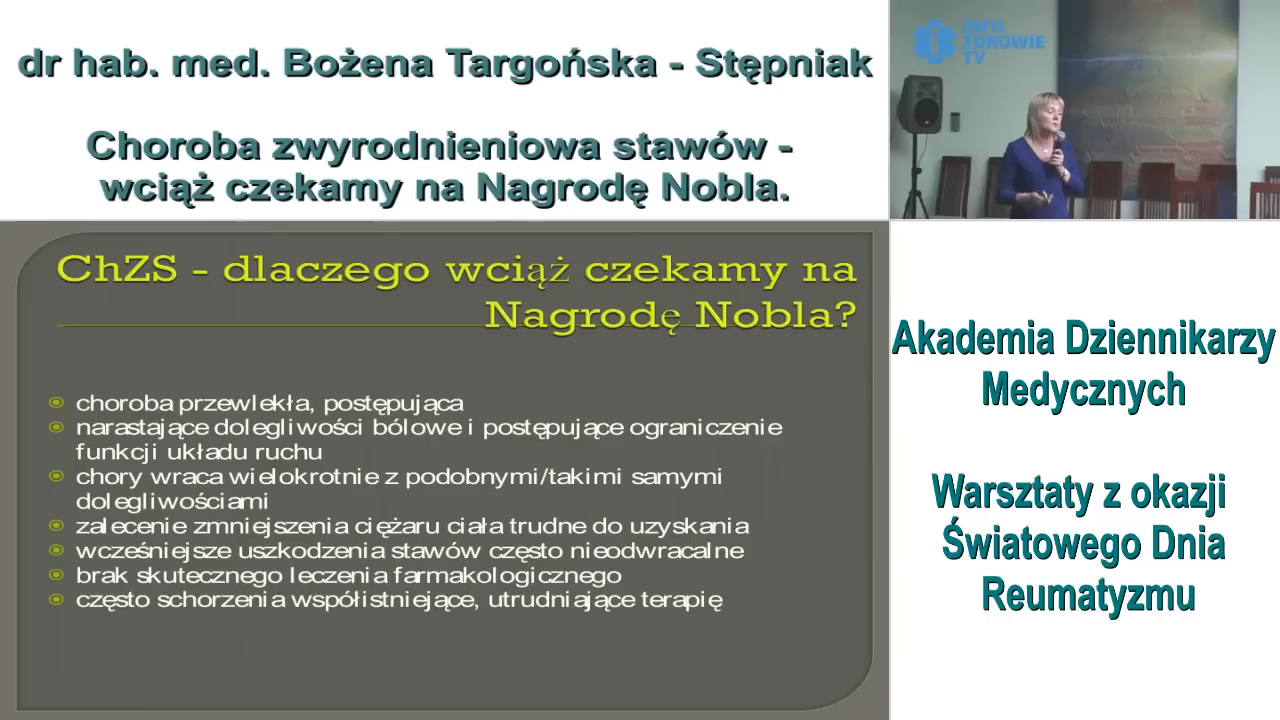 dr hab. med. Bożena Targońska - Stępniak
Choroba zwyrodnieniowa stawów -
wciąż czekamy na Nagrodę Nobla.
INFO
ZDROWIE
TV
ChZS - dlaczego wciąż czekamy na
Nagrodę Nobla?
choroba przewlekła, postępująca
narastające dolegliwości bólowe i postępujące ograniczenie
funkcji układu ruchu
chory wraca wielokrotnie z podobnymi/takimi samymi
dolegliwościami
zalecenie zmniejszenia ciężaru ciała trudne do uzyskania
wcześniejsze uszkodzenia stawów często nieodwracalne
brak skutecznego leczenia farmakologicznego
często schorzenia współistniejące, utrudniające terapię
Akademia Dziennikarzy
Medycznych
Warsztaty z okazji
Światowego Dnia
Reumatyzmu